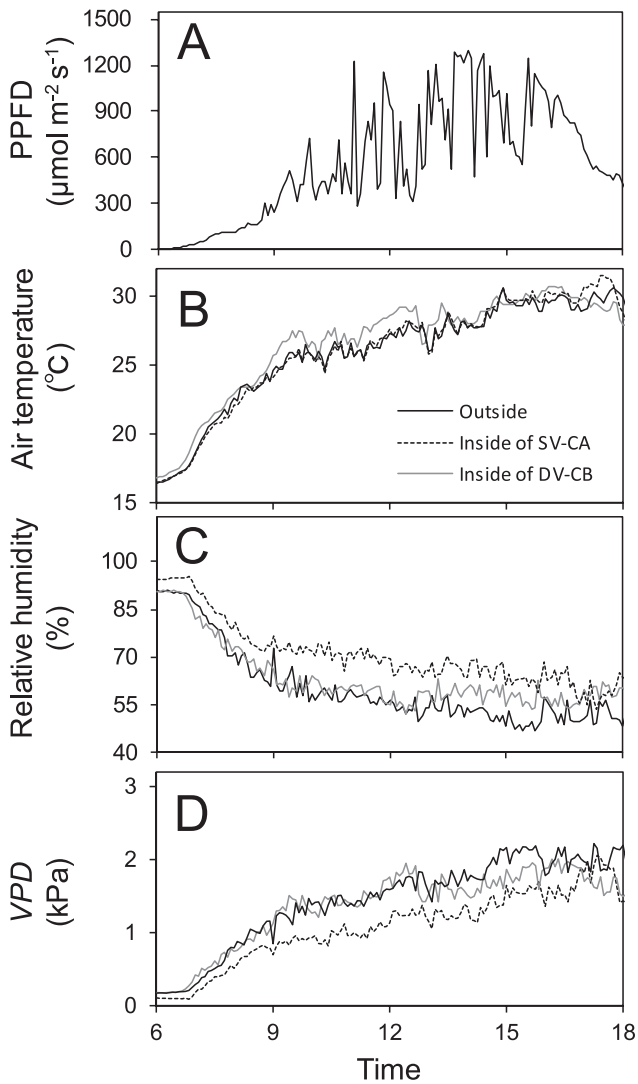 A
PPFD
(μmol m⁻² s⁻¹)
1500
1200
900
600
300
0
B
Air temperature
(℃)
30
25
20
15
Outside
Inside of SV-CA
Inside of DV-CB
C
Relative humidity
(%)
100
85
70
55
40
D
VPD
(kPa)
3
2
1
0
6
9
12
15
18
Time